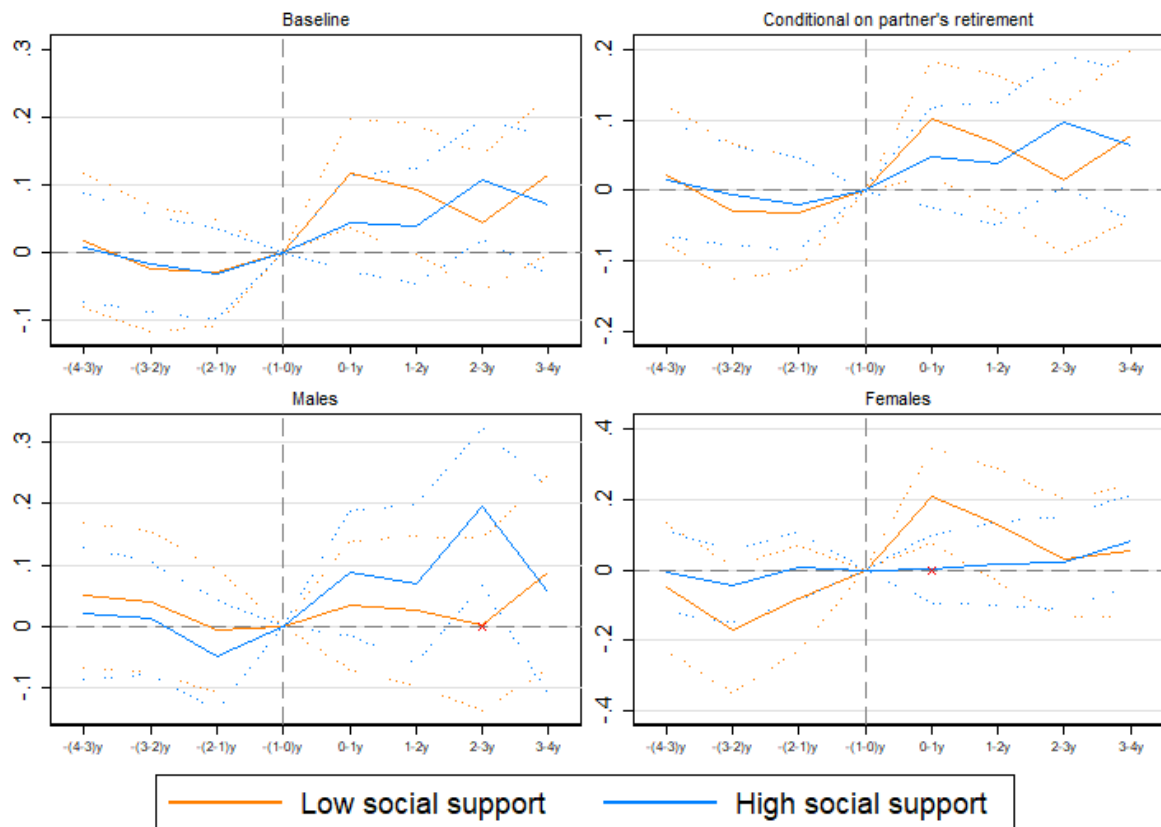 Baseline
.3
.2
.1
0
-.1
-(4-3)y -(3-2)y -(2-1)y -(1-0)y 0-1y 1-2y 2-3y 3-4y
Conditional on partner's retirement
.2
.1
0
-.1
-.2
-(4-3)y -(3-2)y -(2-1)y -(1-0)y 0-1y 1-2y 2-3y 3-4y
Males
.3
.2
.1
0
-.1
-(4-3)y -(3-2)y -(2-1)y -(1-0)y 0-1y 1-2y 2-3y 3-4y
Females
.4
.2
0
-.2
-.4
-(4-3)y -(3-2)y -(2-1)y -(1-0)y 0-1y 1-2y 2-3y 3-4y
Low social support High social support